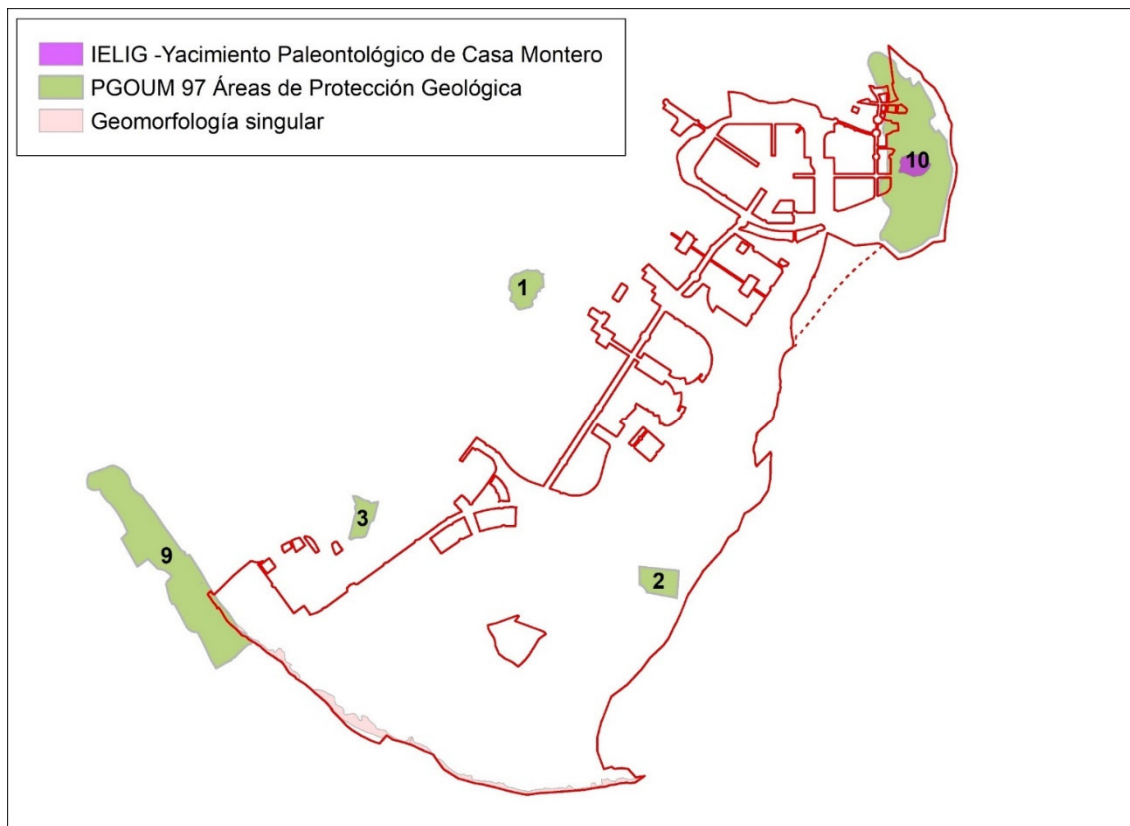 IELIG -Yacimiento Paleontológico de Casa Montero
PGOUM 97 Áreas de Protección Geológica
Geomorfología singular
10
1
3
9
2